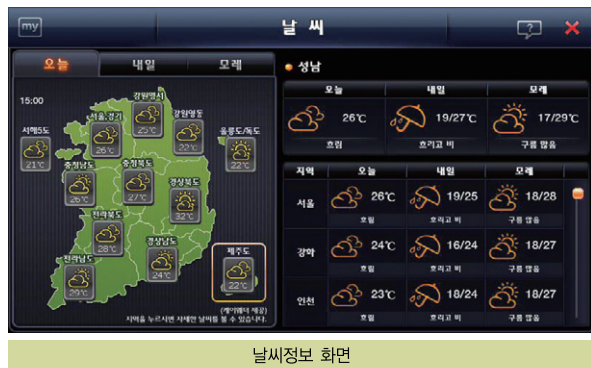 my
날 씨
?
오늘 내일 모레
15:00
강원영서
25℃
서울,경기
26℃
강원영동
22℃
서해5도
21℃
울릉도/독도
22℃
충청남도
26℃
충청북도
27℃
경상북도
32℃
전라북도
28℃
경상남도
24℃
전라남도
29℃
제주도
22℃
(케이웨더 제공)
지역을 누르시면 자세한 날씨를 볼 수 있습니다.
성남
오늘 내일 모레
26℃ 19/27℃ 17/29℃
흐림 흐리고 비 구름 많음
지역 오늘 내일 모레
서울 26℃ 19/25 18/28
흐림 흐리고 비 구름 많음
강화 24℃ 16/24 18/27
흐림 흐리고 비 구름 많음
인천 23℃ 18/24 18/27
흐림 흐리고 비 구름 많음
날씨정보 화면